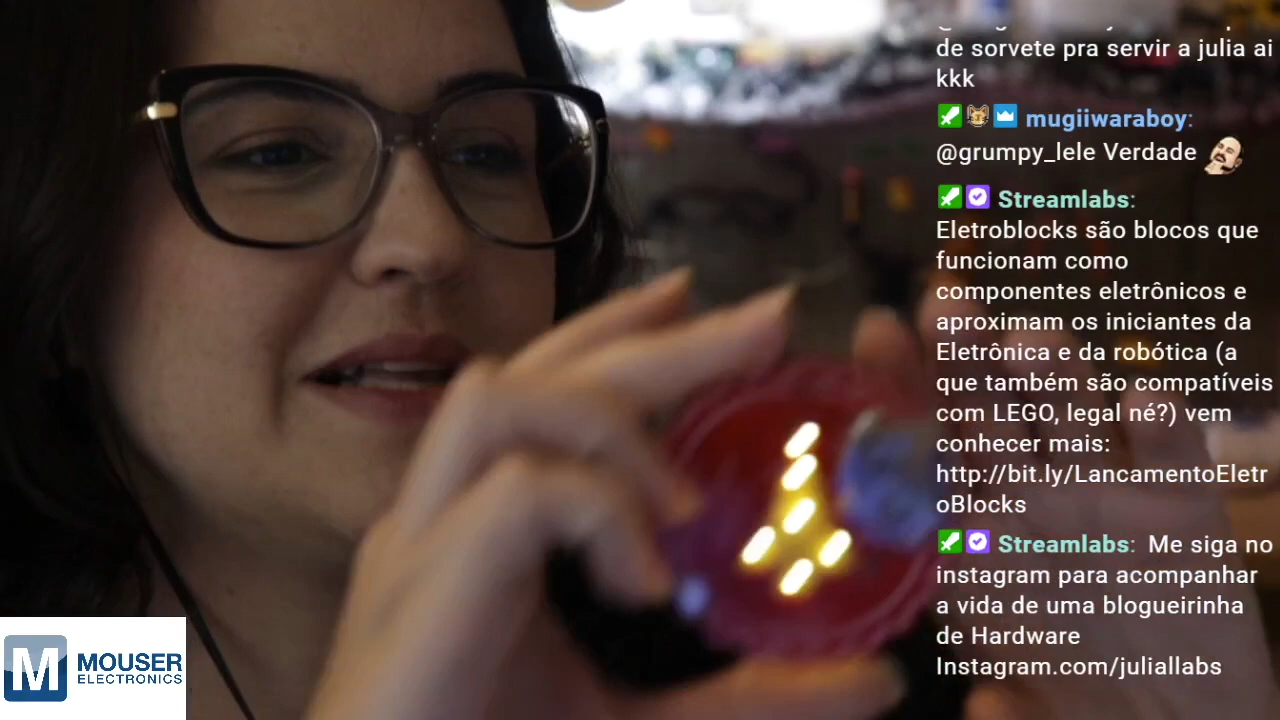 de sorvete pra servir a julia ai
kkk
mugiiwaraboy:
@grumpy_lele Verdade
Streamlabs:
Eletroblocks são blocos que
funcionam como
componentes eletrônicos e
aproximam os iniciantes da
Eletrônica e da robótica (a
que também são compatíveis
com LEGO, legal né?) vem
conhecer mais:
http://bit.ly/LancamentoEletr
oBlocks
Streamlabs: Me siga no
instagram para acompanhar
a vida de uma blogueirinha
de Hardware
Instagram.com/juliallabs
M MOUSER
ELECTRONICS